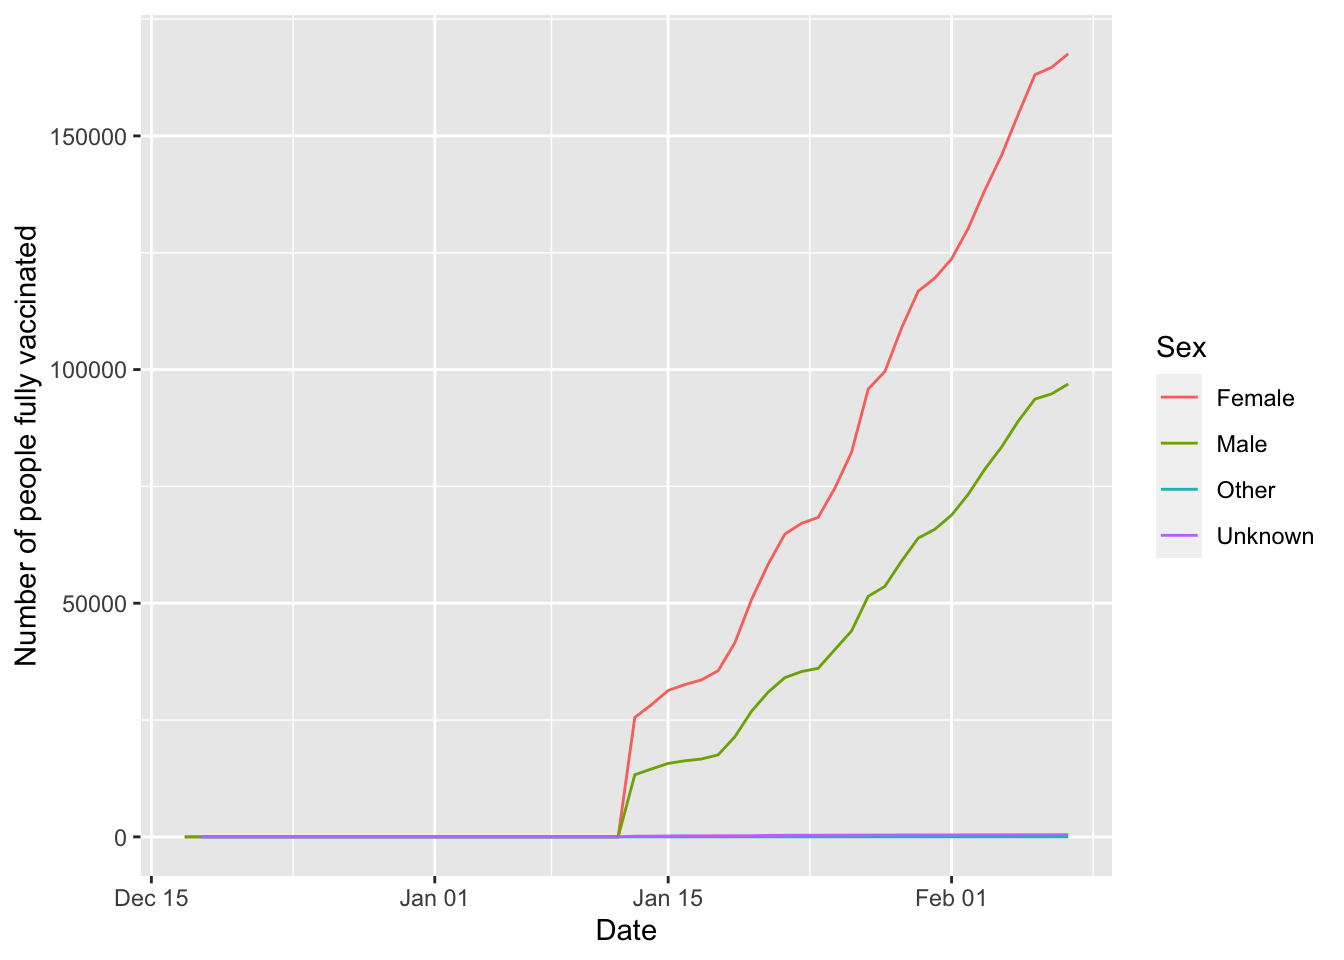 Number of people fully vaccinated
150000
100000
50000
0
Dec 15
Jan 01
Jan 15
Feb 01
Date
Sex
Female
Male
Other
Unknown